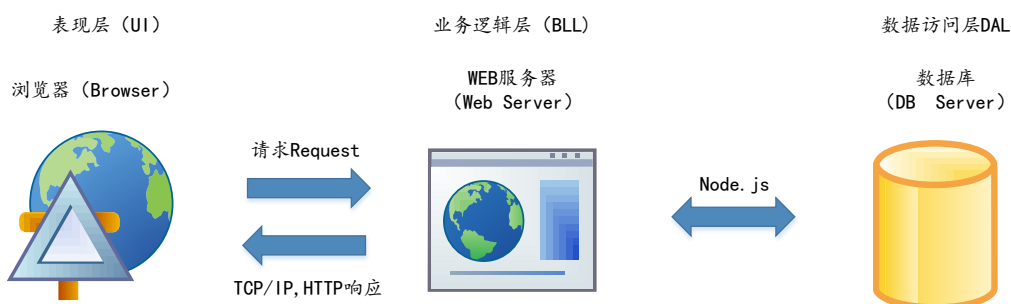 表现层（UI）
业务逻辑层（BLL)
数据访问层DAL
浏览器（Browser）
WEB服务器
（Web Server）
数据库
（DB  Server）
请求Request
Node.js
TCP/IP,HTTP响应